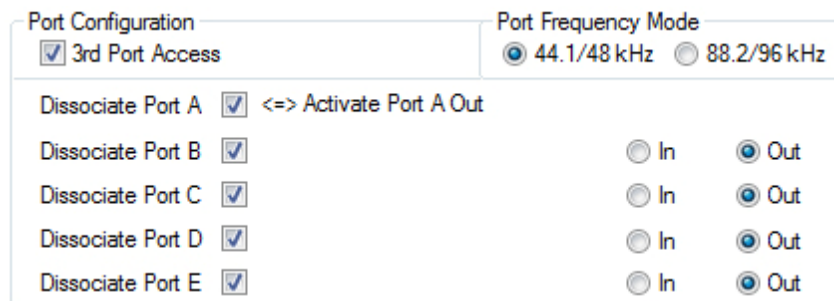 Port Configuration Port Frequency Mode
3rd Port Access 44.1/48 kHz 88.2/96 kHz
Dissociate Port A <=> Activate Port A Out
Dissociate Port B In Out
Dissociate Port C In Out
Dissociate Port D In Out
Dissociate Port E In Out